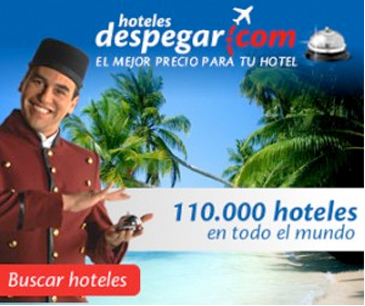 hoteles
despegar.com
EL MEJOR PRECIO PARA TU HOTEL
110.000 hoteles
en todo el mundo
Buscar hoteles